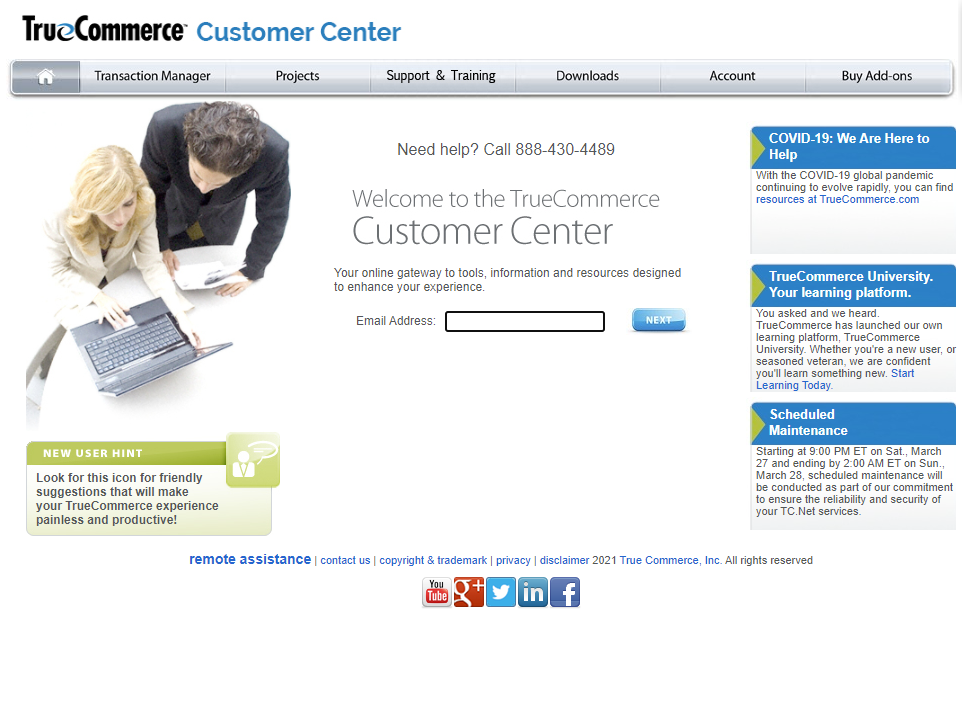 TrueCommerce™ Customer Center
Transaction Manager Projects Support & Training Downloads Account Buy Add-ons
Need help? Call 888-430-4489
Welcome to the TrueCommerce
Customer Center
Your online gateway to tools, information and resources designed
to enhance your experience.
Email Address:
NEXT
NEW USER HINT
Look for this icon for friendly
suggestions that will make
your TrueCommerce experience
painless and productive!
COVID-19: We Are Here to
Help
With the COVID-19 global pandemic
continuing to evolve rapidly, you can find
resources at TrueCommerce.com
TrueCommerce University.
Your learning platform.
You asked and we heard.
TrueCommerce has launched our own
learning platform, TrueCommerce
University. Whether you're a new user, or
seasoned veteran, we are confident
you'll learn something new. Start
Learning Today.
Scheduled
Maintenance
Starting at 9:00 PM ET on Sat., March
27 and ending by 2:00 AM ET on Sun.,
March 28, scheduled maintenance will
be conducted as part of our commitment
to ensure the reliability and security of
your TC.Net services.
remote assistance | contact us | copyright & trademark | privacy | disclaimer 2021 True Commerce, Inc. All rights reserved
You
Tube
g+
in
f